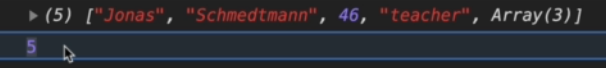 ▶ (5) ["Jonas", "Schmedtmann", 46, "teacher", Array(3)]
5